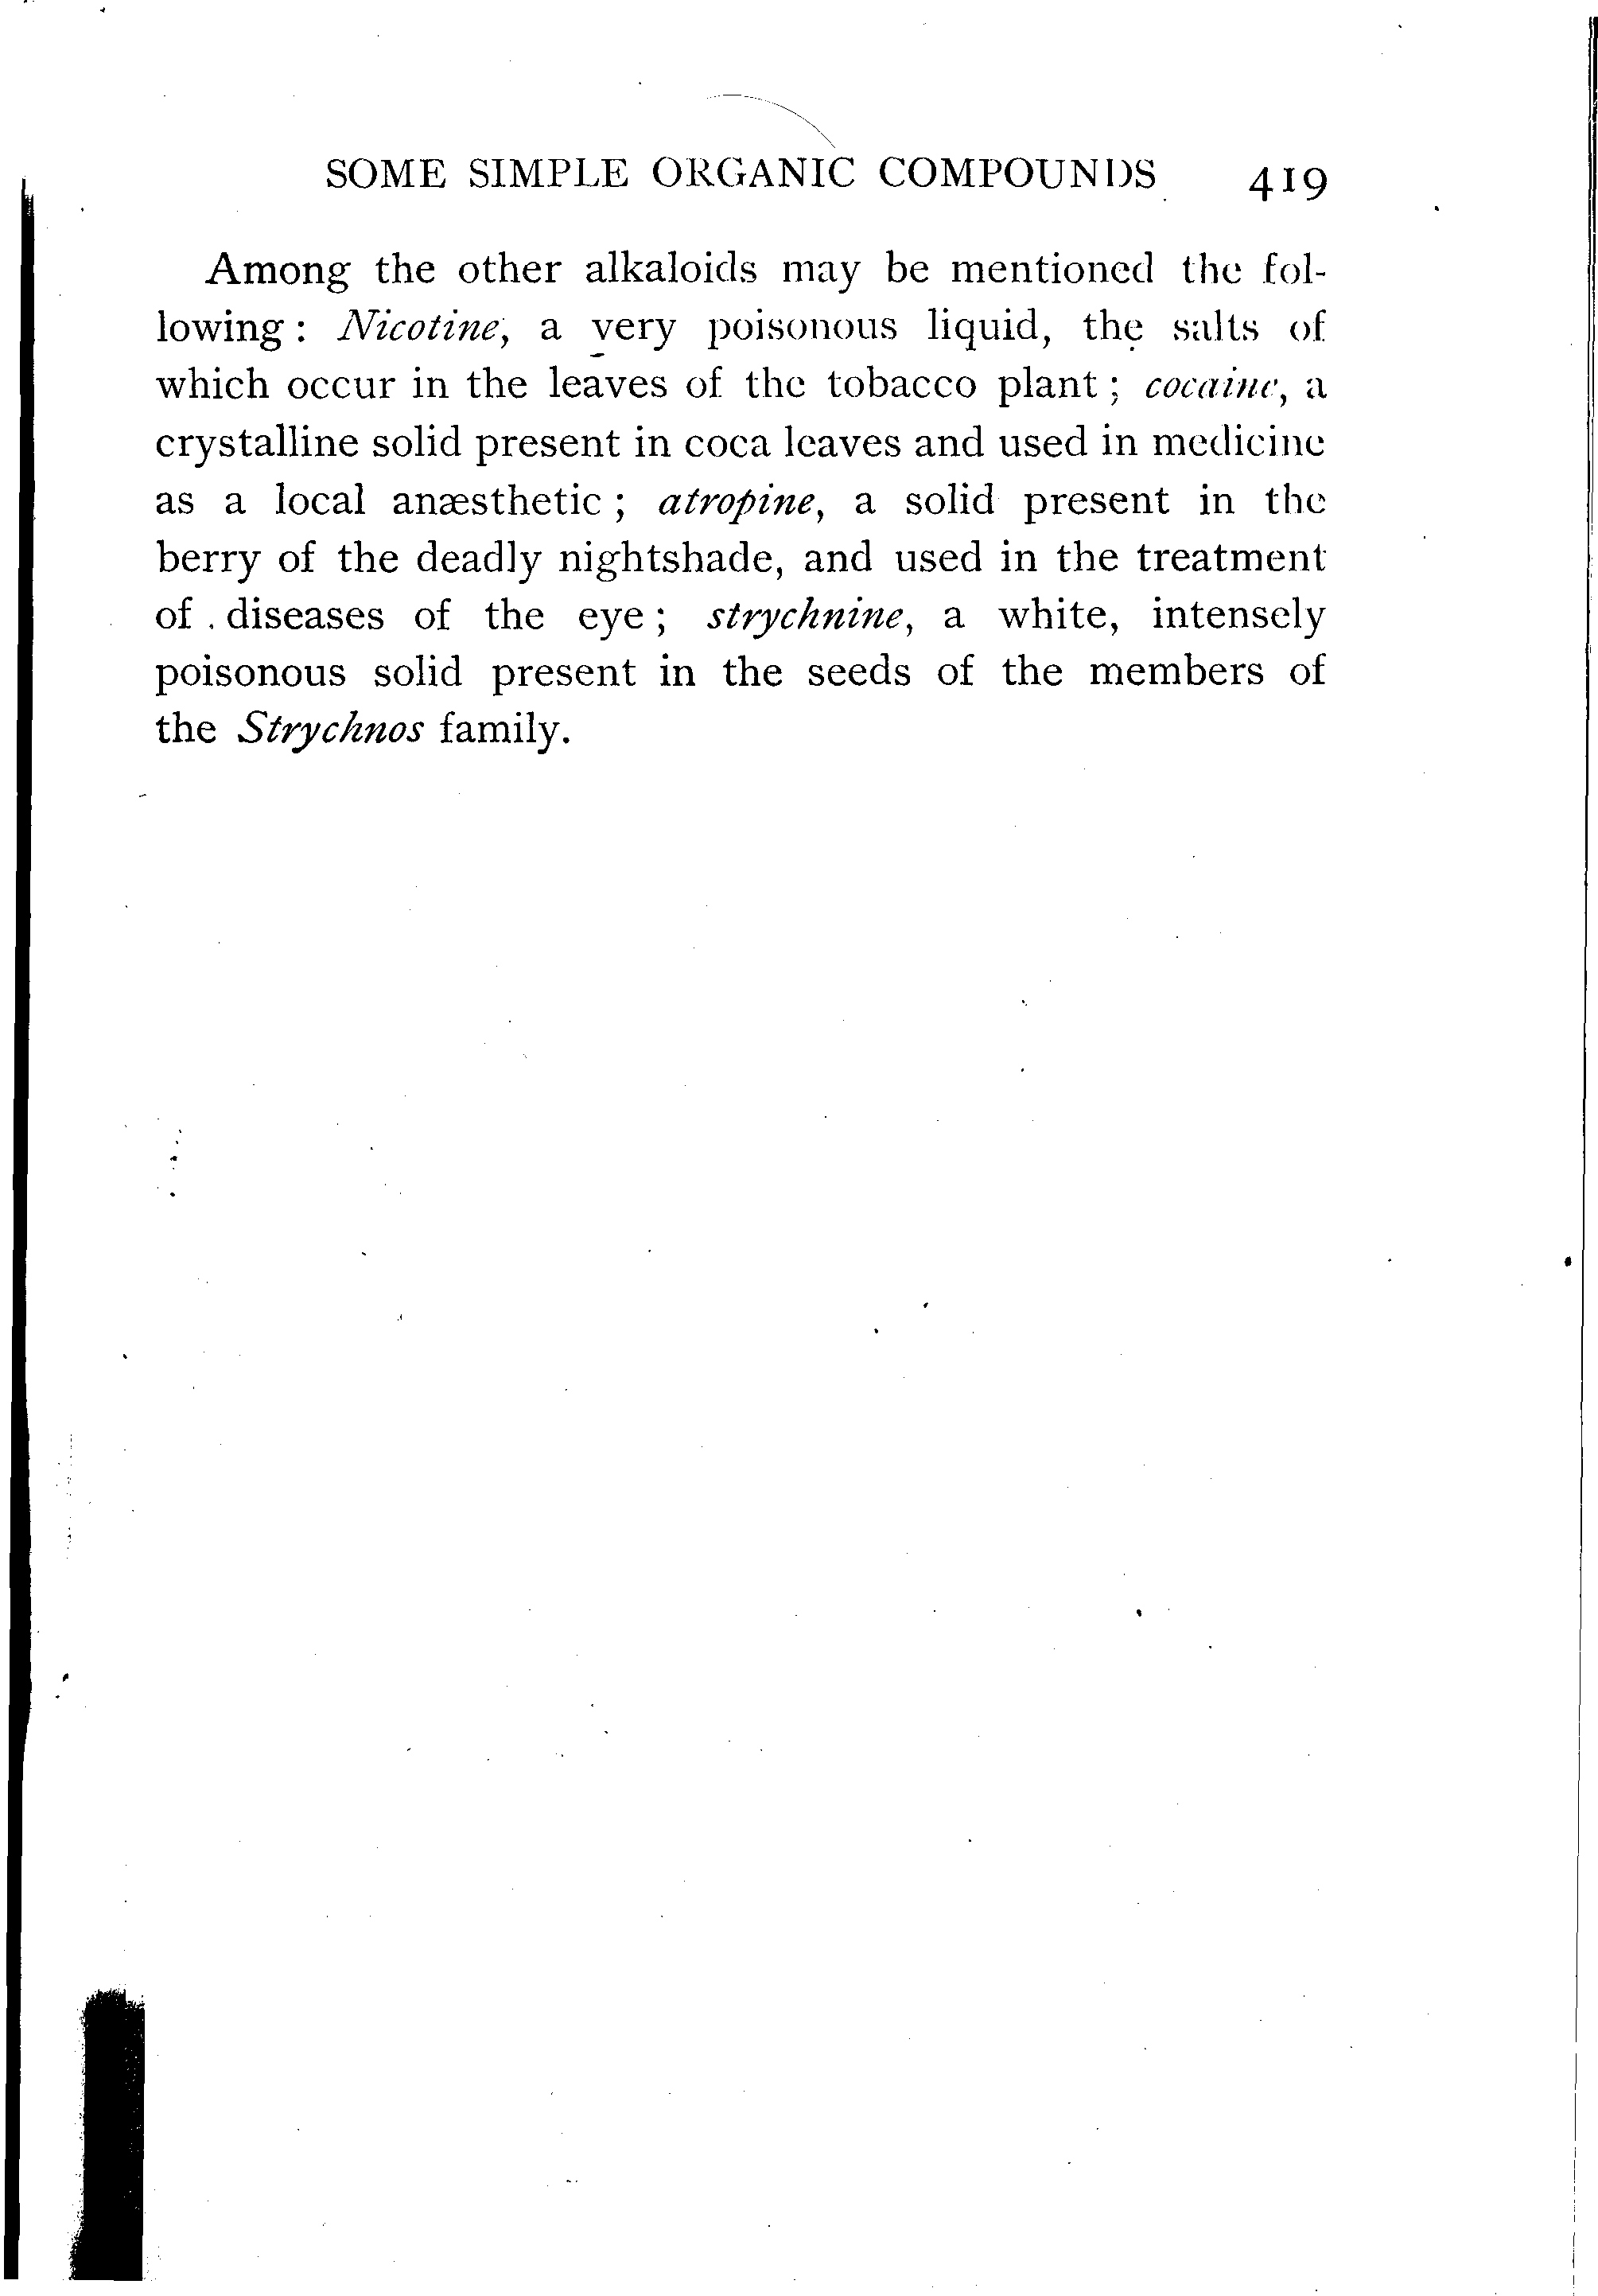 SOME SIMPLE ORGANIC COMPOUNDS 419
Among the other alkaloids may be mentioned the fol-
lowing : Nicotine, a very poisonous liquid, the salts of
which occur in the leaves of the tobacco plant ; cocaine, a
crystalline solid present in coca leaves and used in medicine
as a local anæsthetic ; atropine, a solid present in the
berry of the deadly nightshade, and used in the treatment
of diseases of the eye ; strychnine, a white, intensely
poisonous solid present in the seeds of the members of
the Strychnos family.